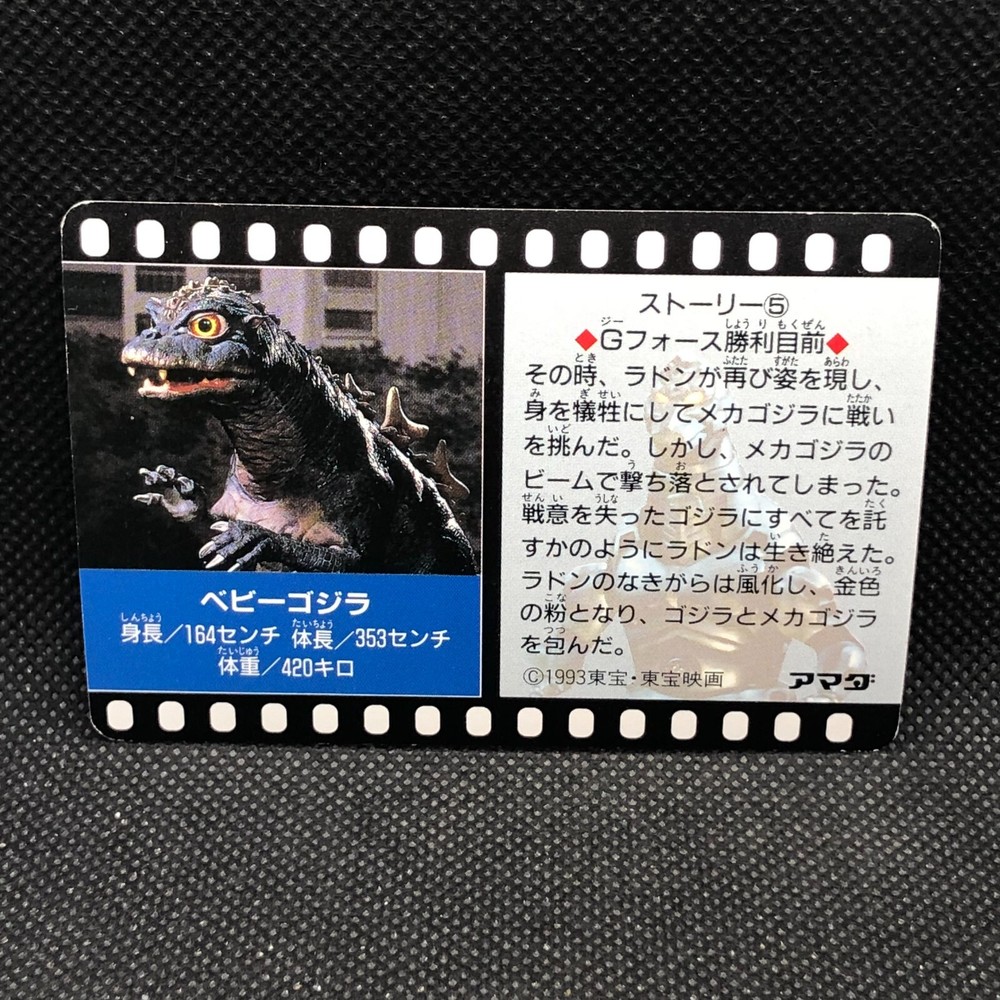 ベビーゴジラ
身長/164センチ 体長/353センチ
体重/420キロ
ストーリー⑤
◆Gフォース勝利目前◆
その時、ラドンが再び姿を現し、
身を犠牲にしてメカゴジラに戦い
を挑んだ。しかし、メカゴジラの
ビームで撃ち落とされてしまった。
戦意を失ったゴジラにすべてを託
すかのようにラドンは生き絶えた。
ラドンのなきがらは風化し、金色
の粉となり、ゴジラとメカゴジラ
を包んだ。
©1993東宝・東宝映画 アマダ